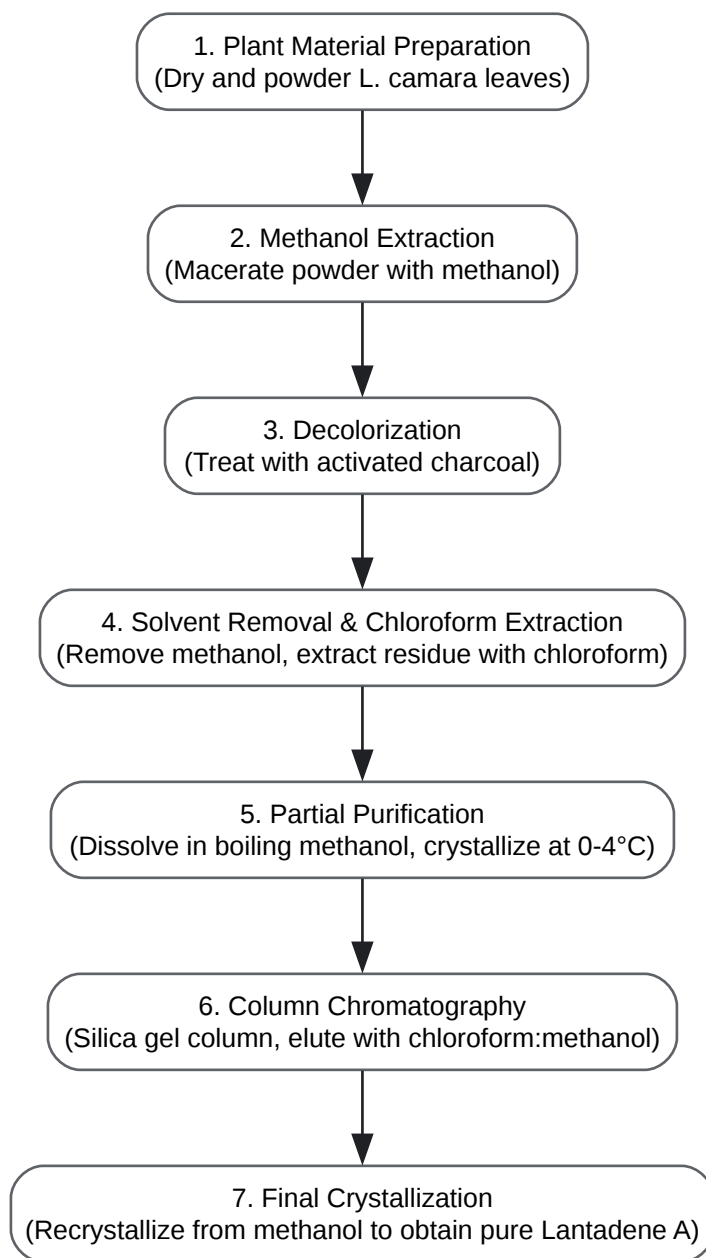 1. Plant Material Preparation
(Dry and powder L. camara leaves)
2. Methanol Extraction
(Macerate powder with methanol)
3. Decolorization
(Treat with activated charcoal)
4. Solvent Removal & Chloroform Extraction
(Remove methanol, extract residue with chloroform)
5. Partial Purification
(Dissolve in boiling methanol, crystallize at 0-4°C)
6. Column Chromatography
(Silica gel column, elute with chloroform:methanol)
7. Final Crystallization
(Recrystallize from methanol to obtain pure Lantadene A)